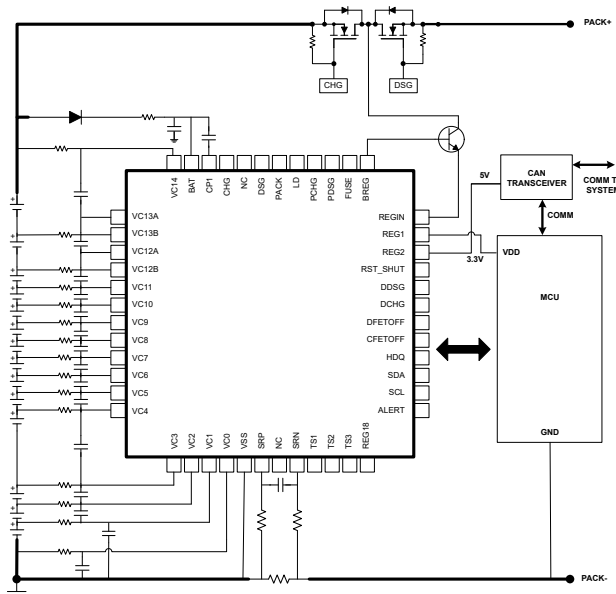 PACK+
CHG
DSG
VC14
BAT
CP1
CHG
NC
DSG
PACK
LD
PCHG
PDSG
FUSE
BREG
5V
CAN
TRANSCEIVER
COMM T
SYSTEM
COMM
VC13A
VC13B
VC12A
VC12B
VC11
VC10
VC9
VC8
VC7
VC6
VC5
VC4
REGIN
REG1
REG2
RST_SHUT
DDSG
DCHG
DFETOFF
CFETOFF
HDQ
SDA
SCL
ALERT
3.3V
VDD
MCU
GND
VC3
VC2
VC1
VC0
VSS
SRP
NC
SRN
TS1
TS2
TS3
REG18
PACK-